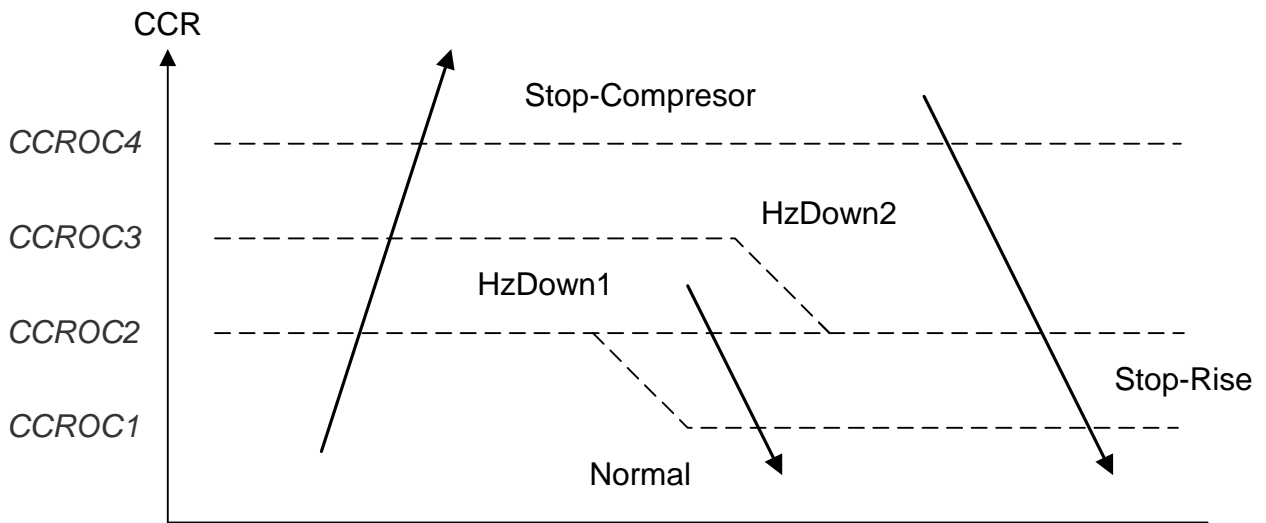 CCR
Stop-Compresor
CCROC4
HzDown2
CCROC3
HzDown1
CCROC2
Stop-Rise
CCROC1
Normal